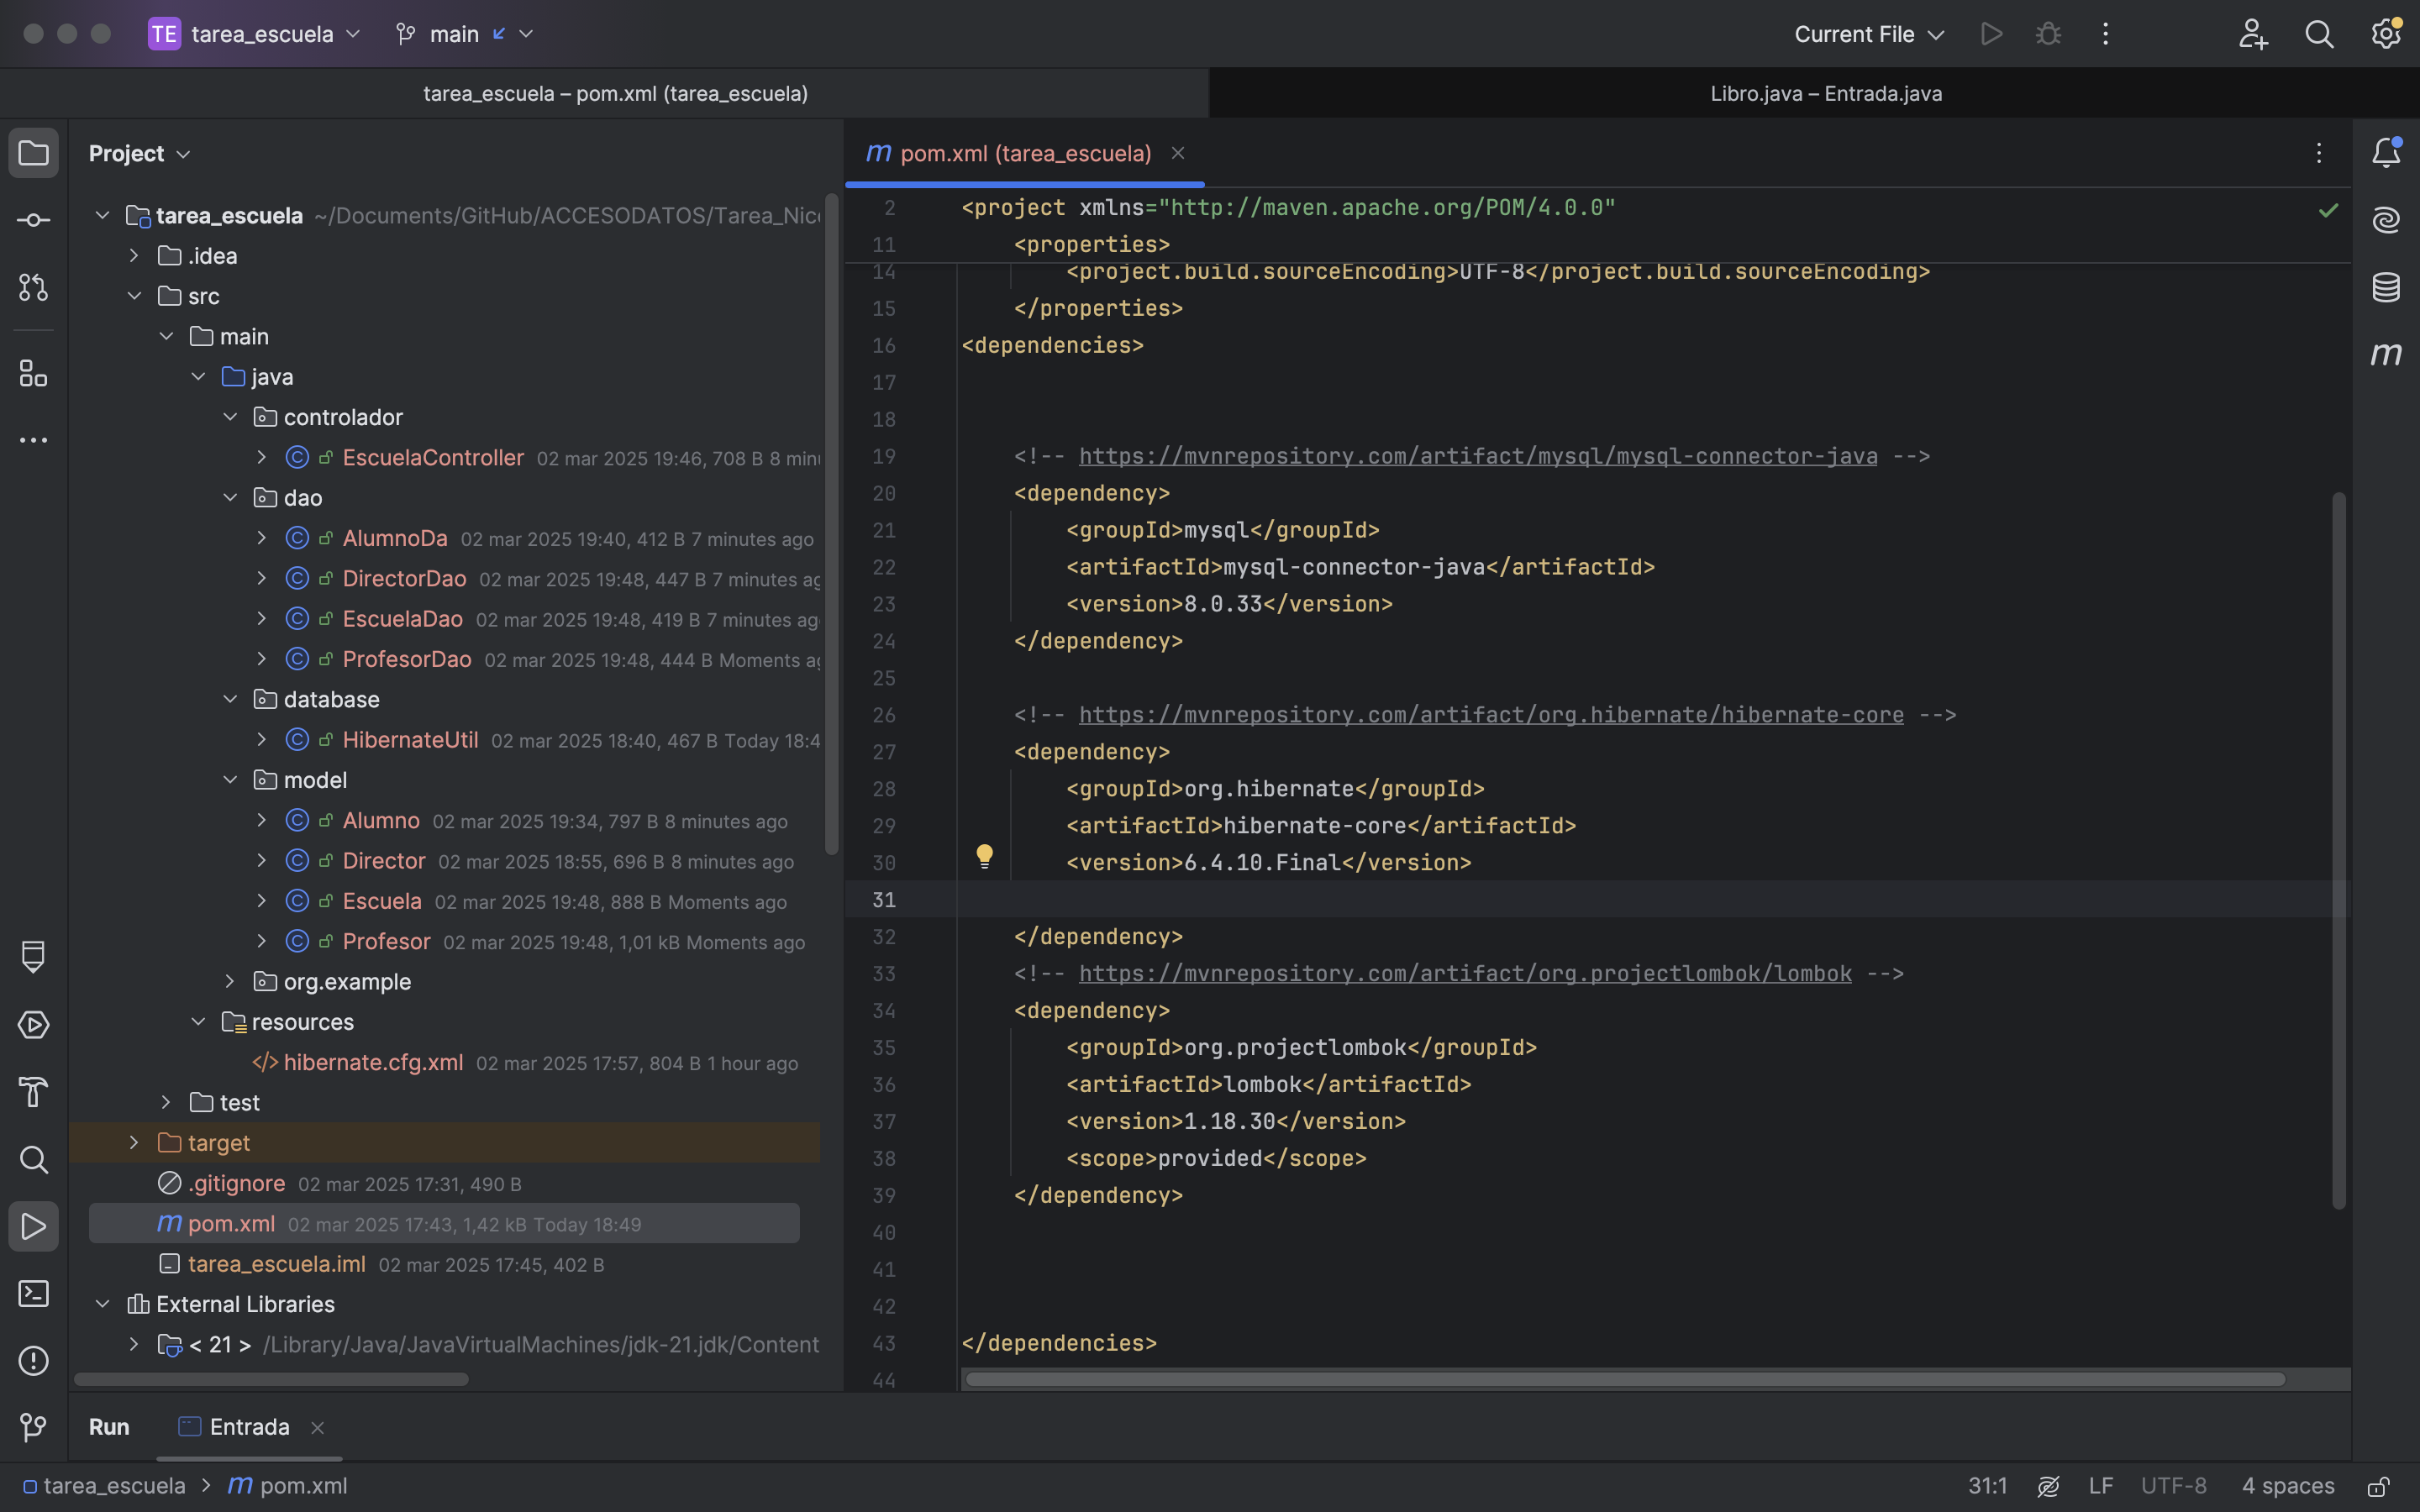 TE tarea_escuela main Current File
tarea_escuela – pom.xml (tarea_escuela) Libro.java – Entrada.java
Project
tarea_escuela ~/Documents/GitHub/ACCESODATOS/Tarea_Nic
.idea
src
main
java
controlador
EscuelaController 02 mar 2025 19:46, 708 B 8 min
dao
AlumnoDa 02 mar 2025 19:40, 412 B 7 minutes ago
DirectorDao 02 mar 2025 19:48, 447 B 7 minutes ag
EscuelaDao 02 mar 2025 19:48, 419 B 7 minutes ag
ProfesorDao 02 mar 2025 19:48, 444 B Moments ag
database
HibernateUtil 02 mar 2025 18:40, 467 B Today 18:4
model
Alumno 02 mar 2025 19:34, 797 B 8 minutes ago
Director 02 mar 2025 18:55, 696 B 8 minutes ago
Escuela 02 mar 2025 19:48, 888 B Moments ago
Profesor 02 mar 2025 19:48, 1,01 kB Moments ago
org.example
resources
</> hibernate.cfg.xml 02 mar 2025 17:57, 804 B 1 hour ago
test
target
.gitignore 02 mar 2025 17:31, 490 B
m pom.xml 02 mar 2025 17:43, 1,42 kB Today 18:49
tarea_escuela.iml 02 mar 2025 17:45, 402 B
External Libraries
< 21 > /Library/Java/JavaVirtualMachines/jdk-21.jdk/Content
m pom.xml (tarea_escuela)
2 <project xmlns="http://maven.apache.org/POM/4.0.0"
11 <properties>
14 <project.build.sourceEncoding>UTF-8</project.build.sourceEncoding>
15 </properties>
16 <dependencies>
17
18
19 <!-- https://mvnrepository.com/artifact/mysql/mysql-connector-java -->
20 <dependency>
21 <groupId>mysql</groupId>
22 <artifactId>mysql-connector-java</artifactId>
23 <version>8.0.33</version>
24 </dependency>
25
26 <!-- https://mvnrepository.com/artifact/org.hibernate/hibernate-core -->
27 <dependency>
28 <groupId>org.hibernate</groupId>
29 <artifactId>hibernate-core</artifactId>
30 <version>6.4.10.Final</version>
31
32 </dependency>
33 <!-- https://mvnrepository.com/artifact/org.projectlombok/lombok -->
34 <dependency>
35 <groupId>org.projectlombok</groupId>
36 <artifactId>lombok</artifactId>
37 <version>1.18.30</version>
38 <scope>provided</scope>
39 </dependency>
40
41
42
43 </dependencies>
44
m
Run Entrada
tarea_escuela > m pom.xml 31:1 LF UTF-8 4 spaces